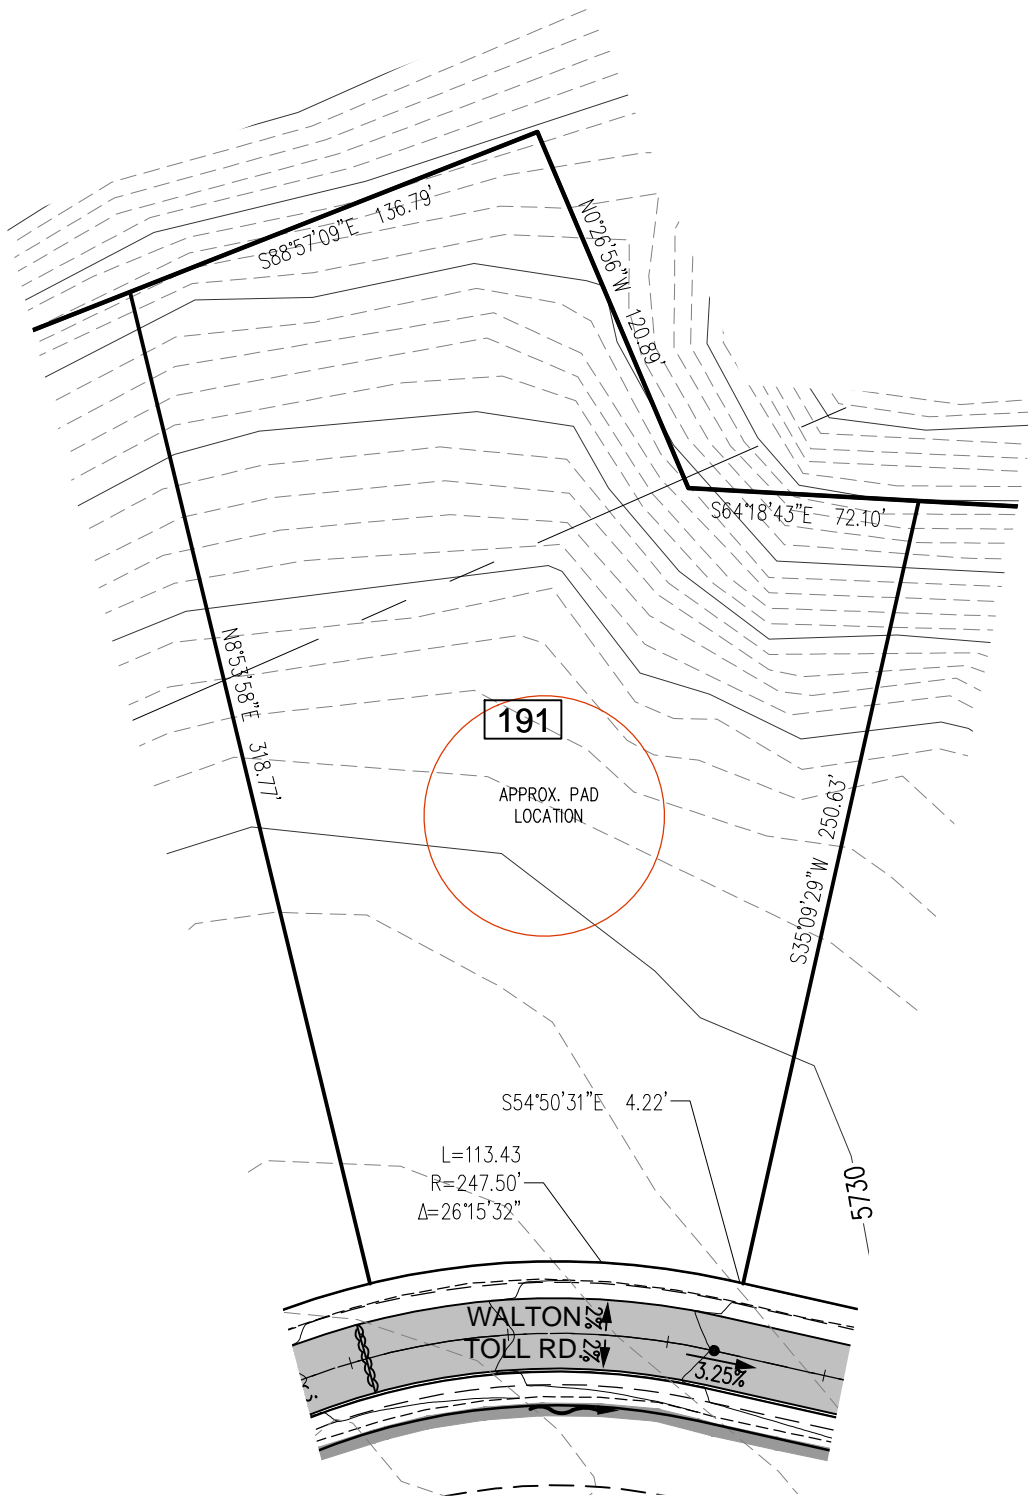 S88°57'09"E 136.79'
N0°26'56"W 120.89'
S64°18'43"E 72.10'
N8°53'58"E 318.77'
191
APPROX. PAD
LOCATION
S35°09'29"W 250.63'
S54°50'31"E 4.22'
L=113.43
R=247.50'
Δ=26°15'32"
5730
WALTON
TOLL RD.
2%
2%
3.25%